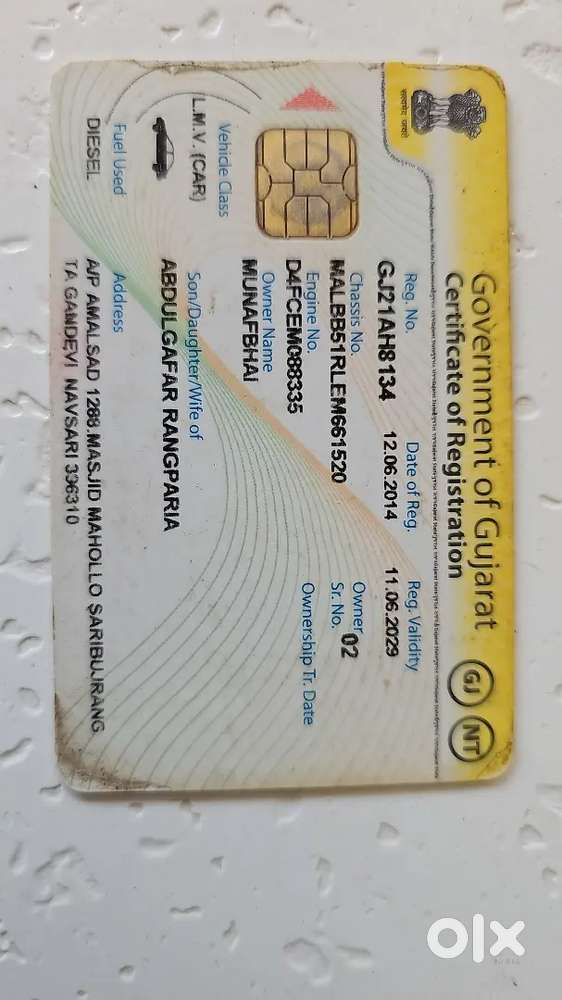 सत्यमेव जयते
Government of Gujarat
Certificate of Registration
GJ NT
Reg. No. Date of Reg. Reg. Validity
GJ21AH8134 12.06.2014 11.06.2029
Chassis No. Owner
MALBB51RLEM661520 Sr. No. 02
Engine No. Ownership Tr. Date
D4FCEM088335
Owner Name
MUNAFBHAI
Vehicle Class Son/Daughter/Wife of
L.M.V. (CAR) ABDULGAFAR RANGPARIA
Fuel Used Address
DIESEL A/P AMALSAD 1288 MASJID MAHOLLO SARIBUJRANG
TA GANDEVI NAVSARI 396310
olx